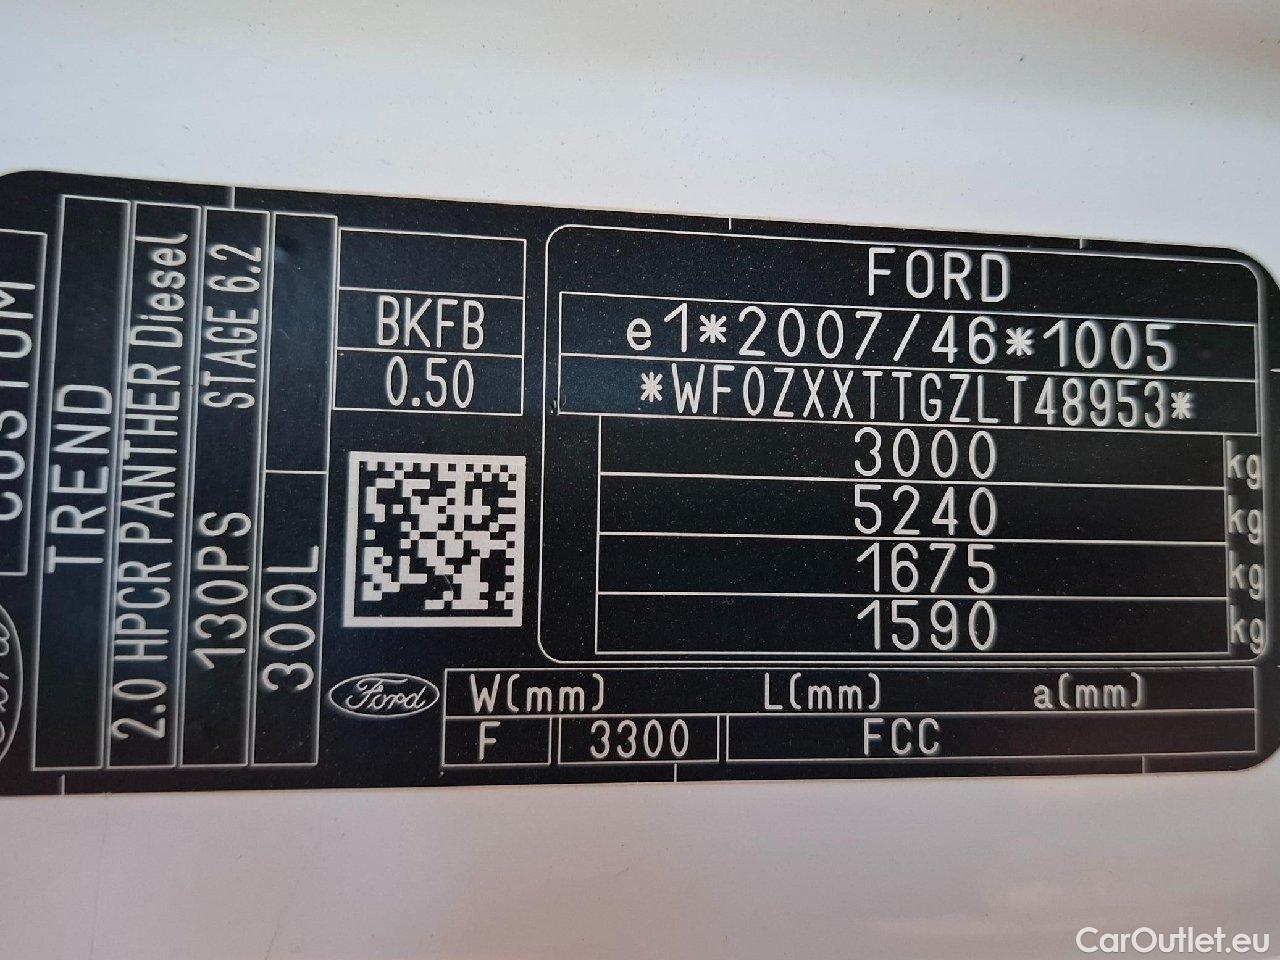 CUSTOM
TREND
2.0 HPCR PANTHER Diesel
130PS STAGE 6.2
300L
BKFB
0.50
Ford
FORD
e1*2007/46*1005
*WF0ZXXTTGZLT48953*
3000 kg
5240 kg
1675 kg
1590 kg
W(mm) L(mm) a(mm)
F 3300 FCC
CarOutlet.eu